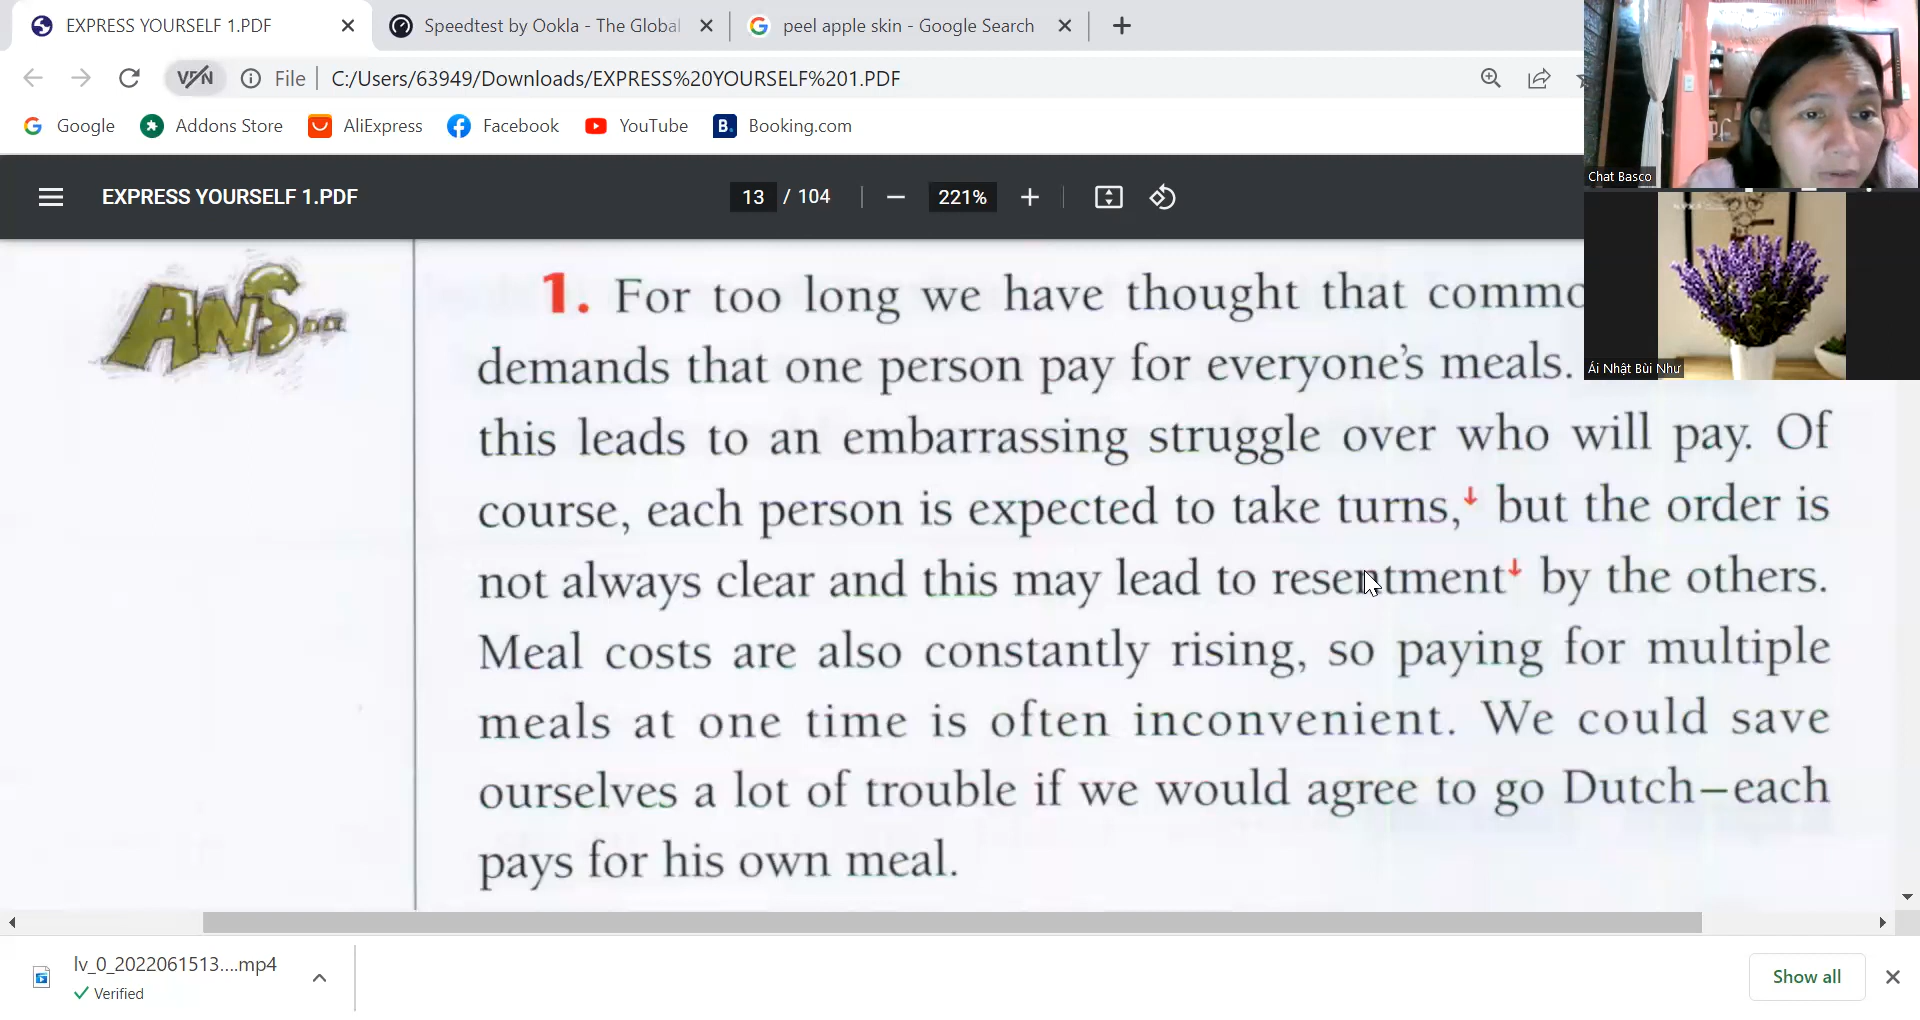 EXPRESS YOURSELF 1.PDF
Speedtest by Ookla - The Global
peel apple skin - Google Search
VPN
File
C:/Users/63949/Downloads/EXPRESS%20YOURSELF%201.PDF
Google
Addons Store
AliExpress
Facebook
YouTube
B.
Booking.com
EXPRESS YOURSELF 1.PDF
13 / 104
221%
Chat Basco
Ái Nhật Bùi Như
ANS...
1. For too long we have thought that commo
demands that one person pay for everyone's meals.
this leads to an embarrassing struggle over who will pay. Of
course, each person is expected to take turns,↓ but the order is
not always clear and this may lead to resentment↓ by the others.
Meal costs are also constantly rising, so paying for multiple
meals at one time is often inconvenient. We could save
ourselves a lot of trouble if we would agree to go Dutch—each
pays for his own meal.
lv_0_2022061513....mp4
Verified
Show all